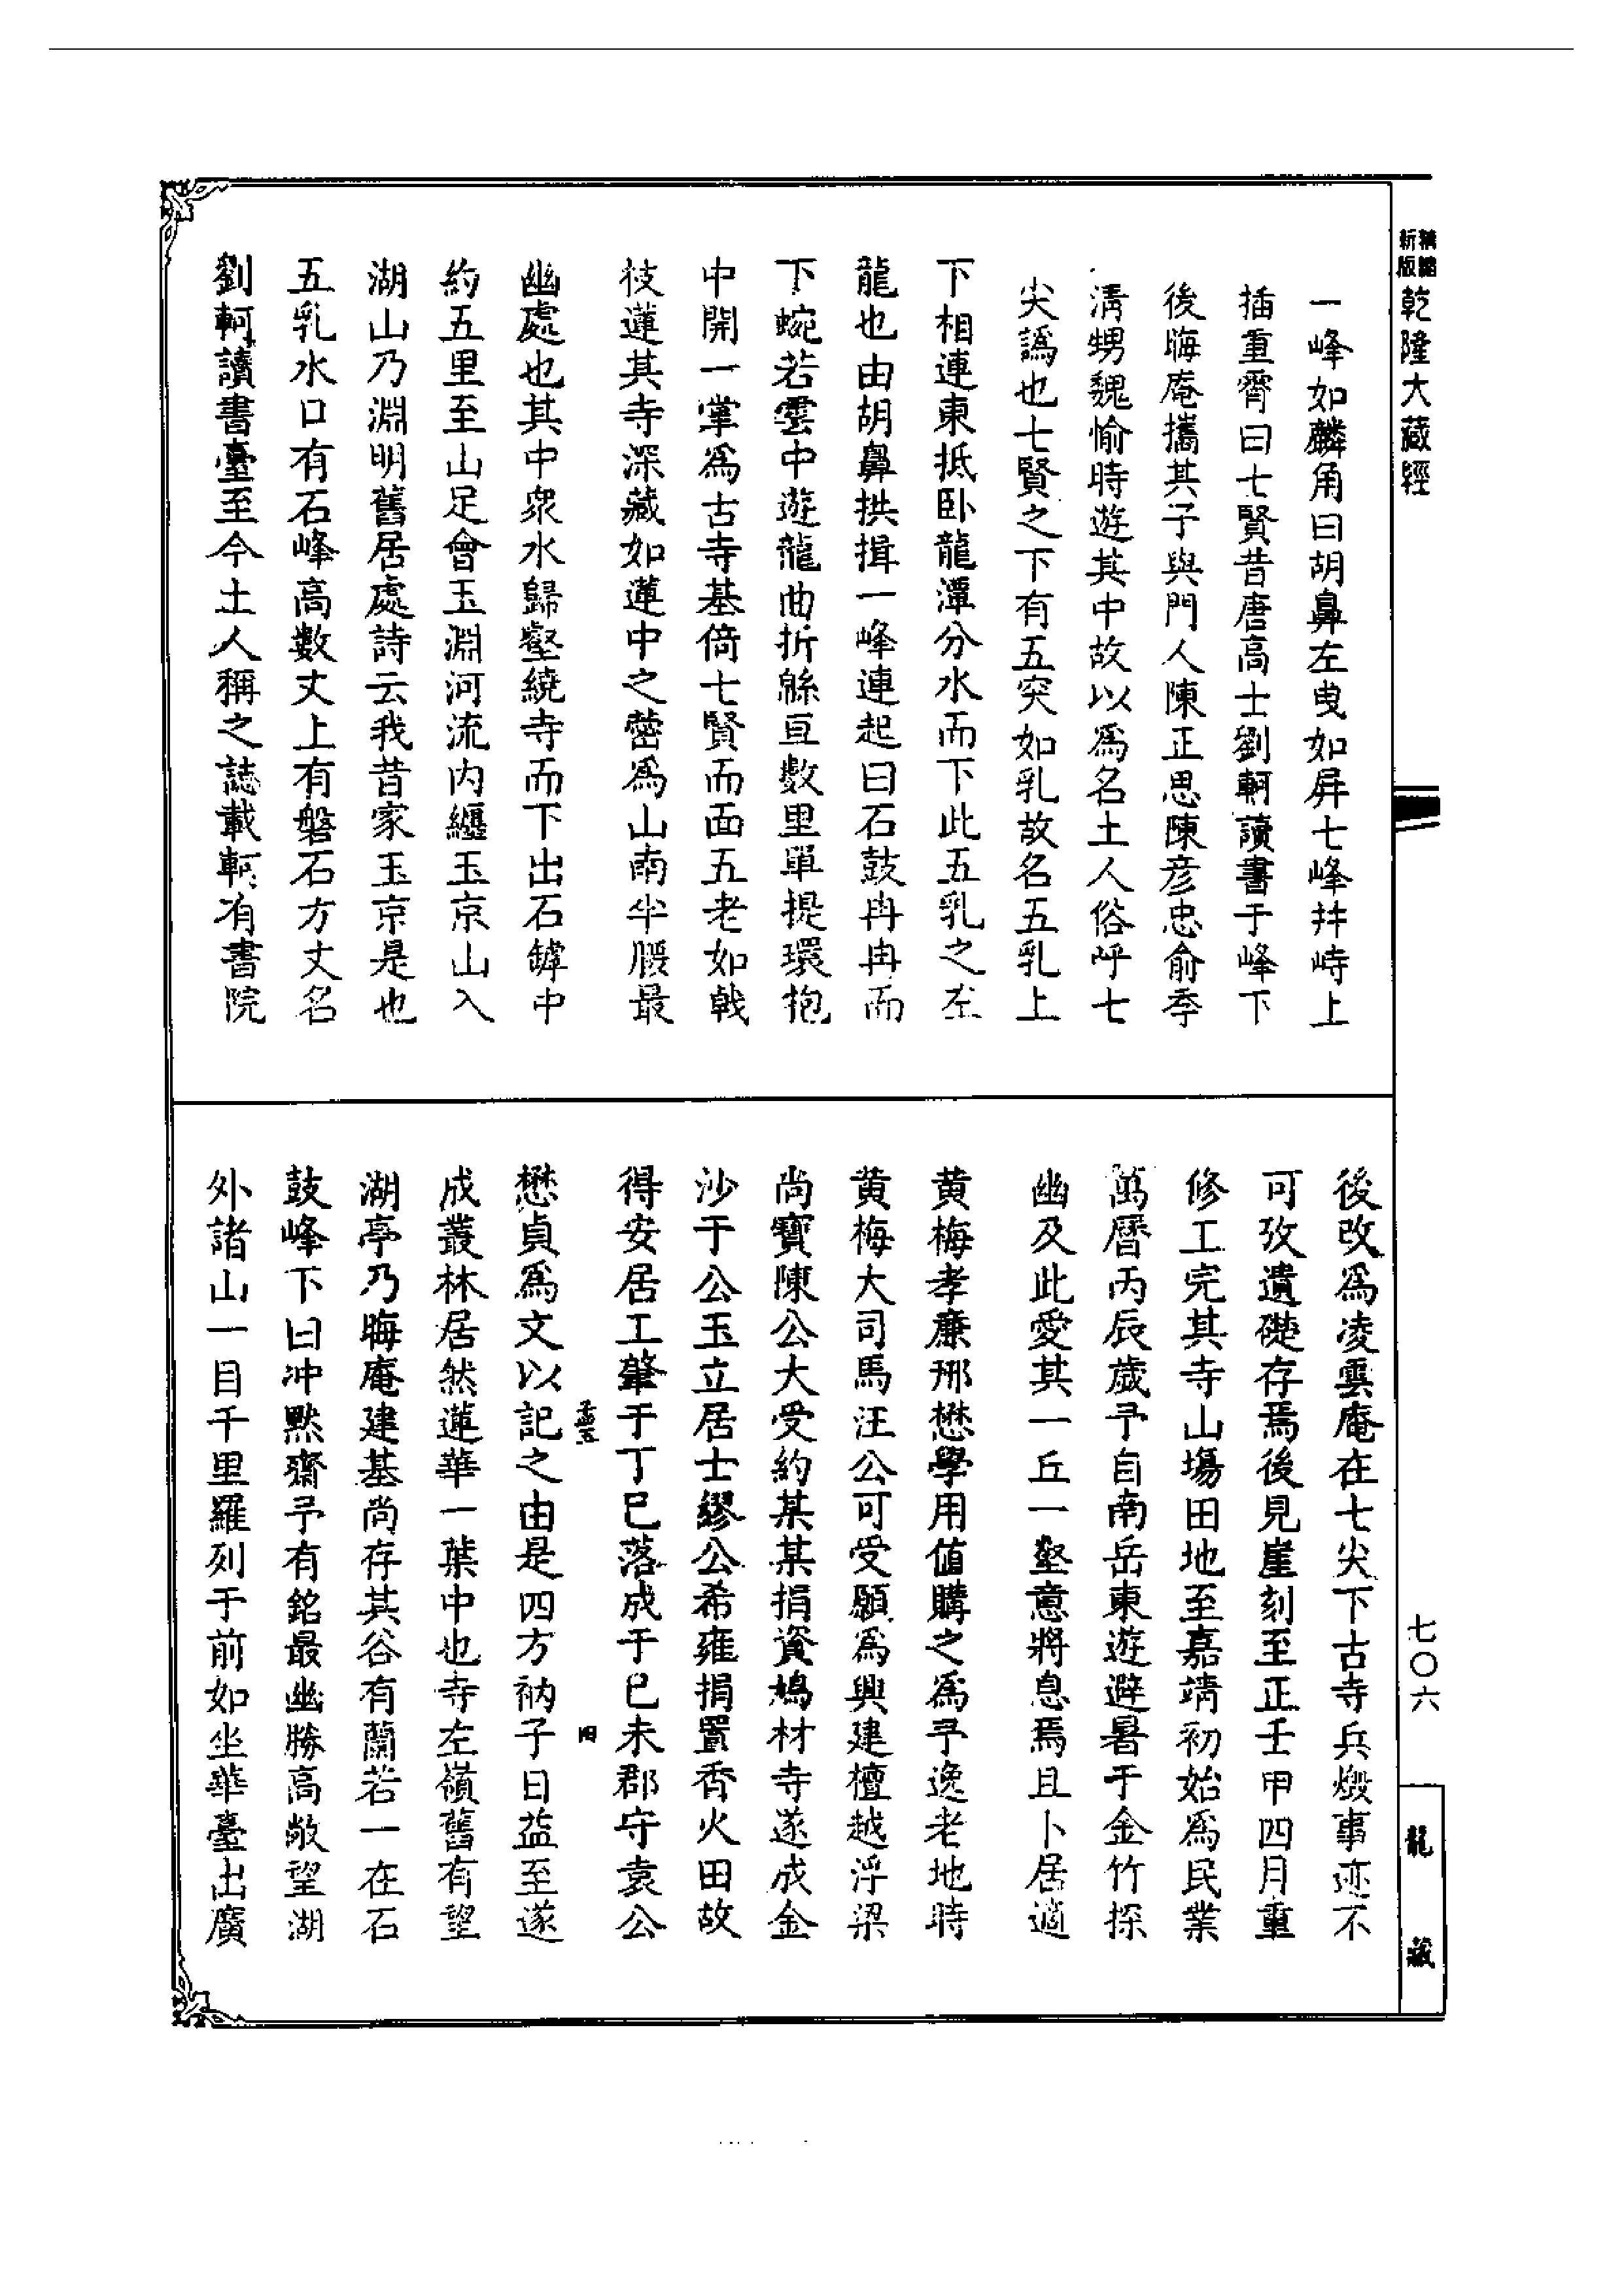 精縮
新版
乾隆大藏經
一峰如麟角曰胡鼻左曳如屏七峰并峙上
插重霄曰七賢昔唐高士劉軻讀書于峰下
後晦庵攜其子與門人陳正思陳彥忠俞季
清甥魏愉時遊其中故以為名土人俗呼七
尖譌也七賢之下有五突如乳故名五乳上
下相連東抵卧龍潭分水而下此五乳之左
龍也由胡鼻拱揖一峰連起曰石鼓冉冉而
下蜿若雲中遊龍曲折緜亘數里單提環抱
中開一掌為古寺基倚七賢而面五老如戟
枝蓮其寺深藏如蓮中之菂為山南半腰最
幽處也其中衆水歸壑繞寺而下出石罅中
約五里至山足會玉淵河流内纏玉京山入
湖山乃淵明舊居處詩云我昔家玉京是也
五乳水口有石峰高數丈上有磐石方丈名
劉軻讀書臺至今土人稱之誌載軻有書院
後改為凌雲庵在七尖下古寺兵燬事迹不
可攷遺礎存焉後見崖刻至正壬甲四月重
修工完其寺山場田地至嘉靖初始為民業
萬曆丙辰歲予自南岳東遊避暑于金竹探
幽及此愛其一丘一壑意將息焉且卜居適
黄梅孝廉邢懋學用值購之為予逸老地時
黄梅大司馬汪公可受願為興建檀越浮梁
尚寶陳公大受約某某捐資鳩材寺遂成金
沙于公玉立居士繆公希雍捐置香火田故
得安居工肇于丁巳落成于己未郡守袁公
懋貞為文以記之由是四方衲子日益至遂
成叢林居然蓮華一葉中也寺左嶺舊有望
湖亭乃晦庵建基尚存其谷有蘭若一在石
鼓峰下曰冲默齋予有銘最幽勝高敞望湖
外諸山一目千里羅列于前如坐華臺出廣
七〇六
龍藏